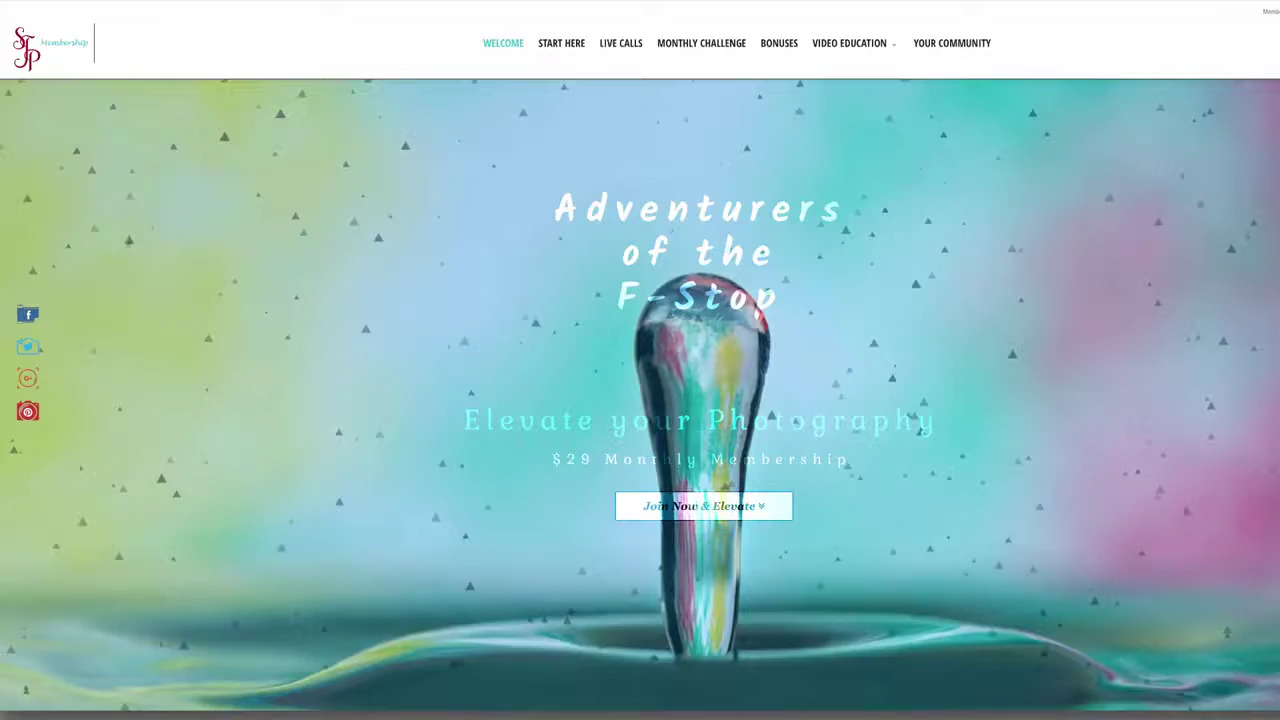 STJP Membership
WELCOME START HERE LIVE CALLS MONTHLY CHALLENGE BONUSES VIDEO EDUCATION YOUR COMMUNITY
Adventurers
of the
F-Stop
Elevate your Photography
$29 Monthly Membership
Join Now & Elevate